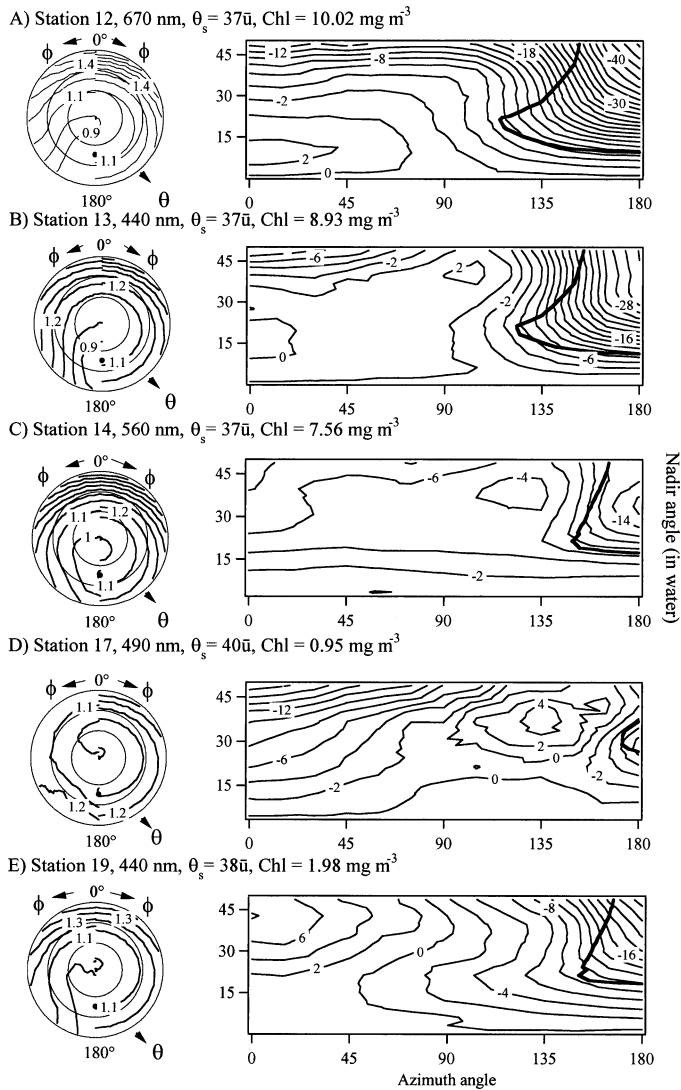 A) Station 12, 670 nm, θs= 37ū, Chl = 10.02 mg m-3
ϕ 0° ϕ
1.4
1.4
1.1
0.9
1.1
180° θ
45
30
15
-12 -8 -18 -40
-2 -30
2
0
0 45 90 135 180
B) Station 13, 440 nm, θs= 37ū, Chl = 8.93 mg m-3
ϕ 0° ϕ
1.2
1.2
0.9
1.1
180° θ
45
30
15
-6 -2 2
-2 -28
-16
0 -6
0 45 90 135 180
C) Station 14, 560 nm, θs= 37ū, Chl = 7.56 mg m-3
ϕ 0° ϕ
1.1 1.2
1
1.1
180° θ
45
30
15
-6 -4
-14
-2
0 45 90 135 180
Nadir angle (in water)
D) Station 17, 490 nm, θs= 40ū, Chl = 0.95 mg m-3
ϕ 0° ϕ
1.1
1.2 1.2
180° θ
45
30
15
-12 4
-6 2 0
-2 0 -2
0 45 90 135 180
E) Station 19, 440 nm, θs= 38ū, Chl = 1.98 mg m-3
ϕ 0° ϕ
1.3 1.3
1.1
1.1
180° θ
45
30
15
6 -8
2 0 -16
-4
0 45 90 135 180
Azimuth angle